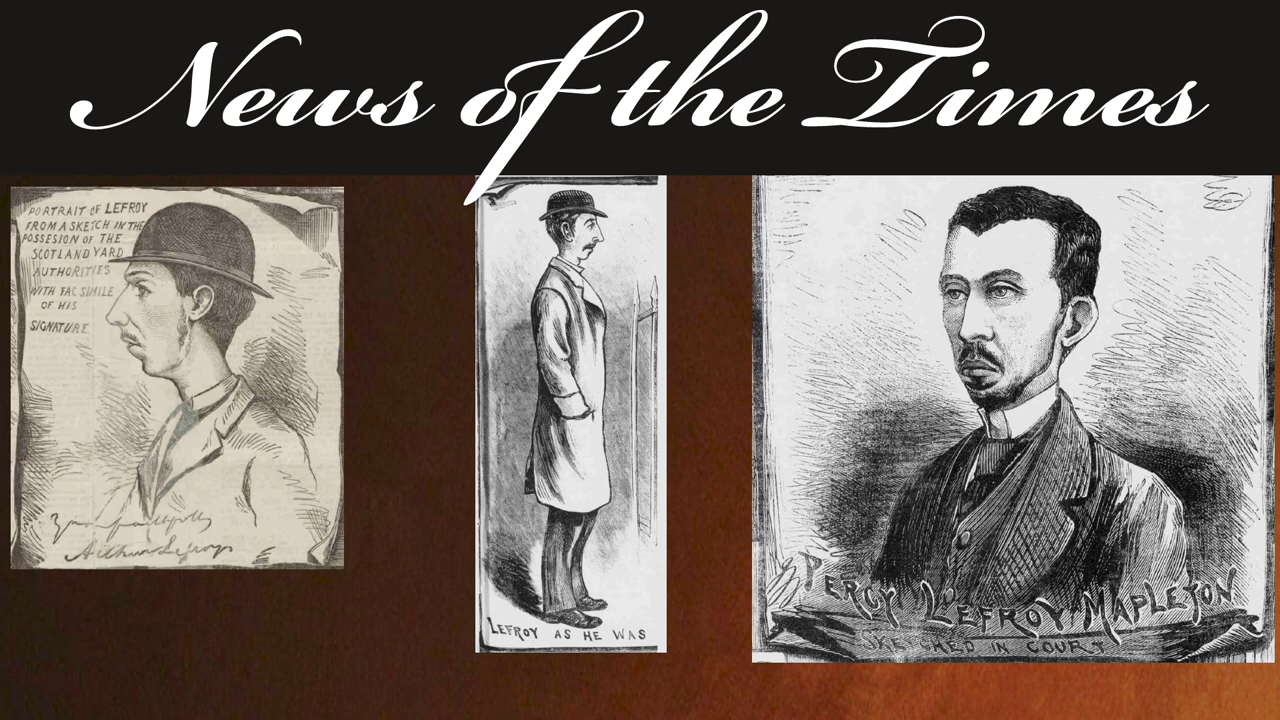 News of the Times
PORTRAIT OF LEFROY
FROM A SKETCH IN THE
POSSESION OF THE
SCOTLAND YARD
AUTHORITIES
WITH FAC SIMILE
OF HIS
SIGNATURE
Arthur Lefroy
LEFROY AS HE WAS
PERCY LEFROY MAPLETON
SKETCHED IN COURT